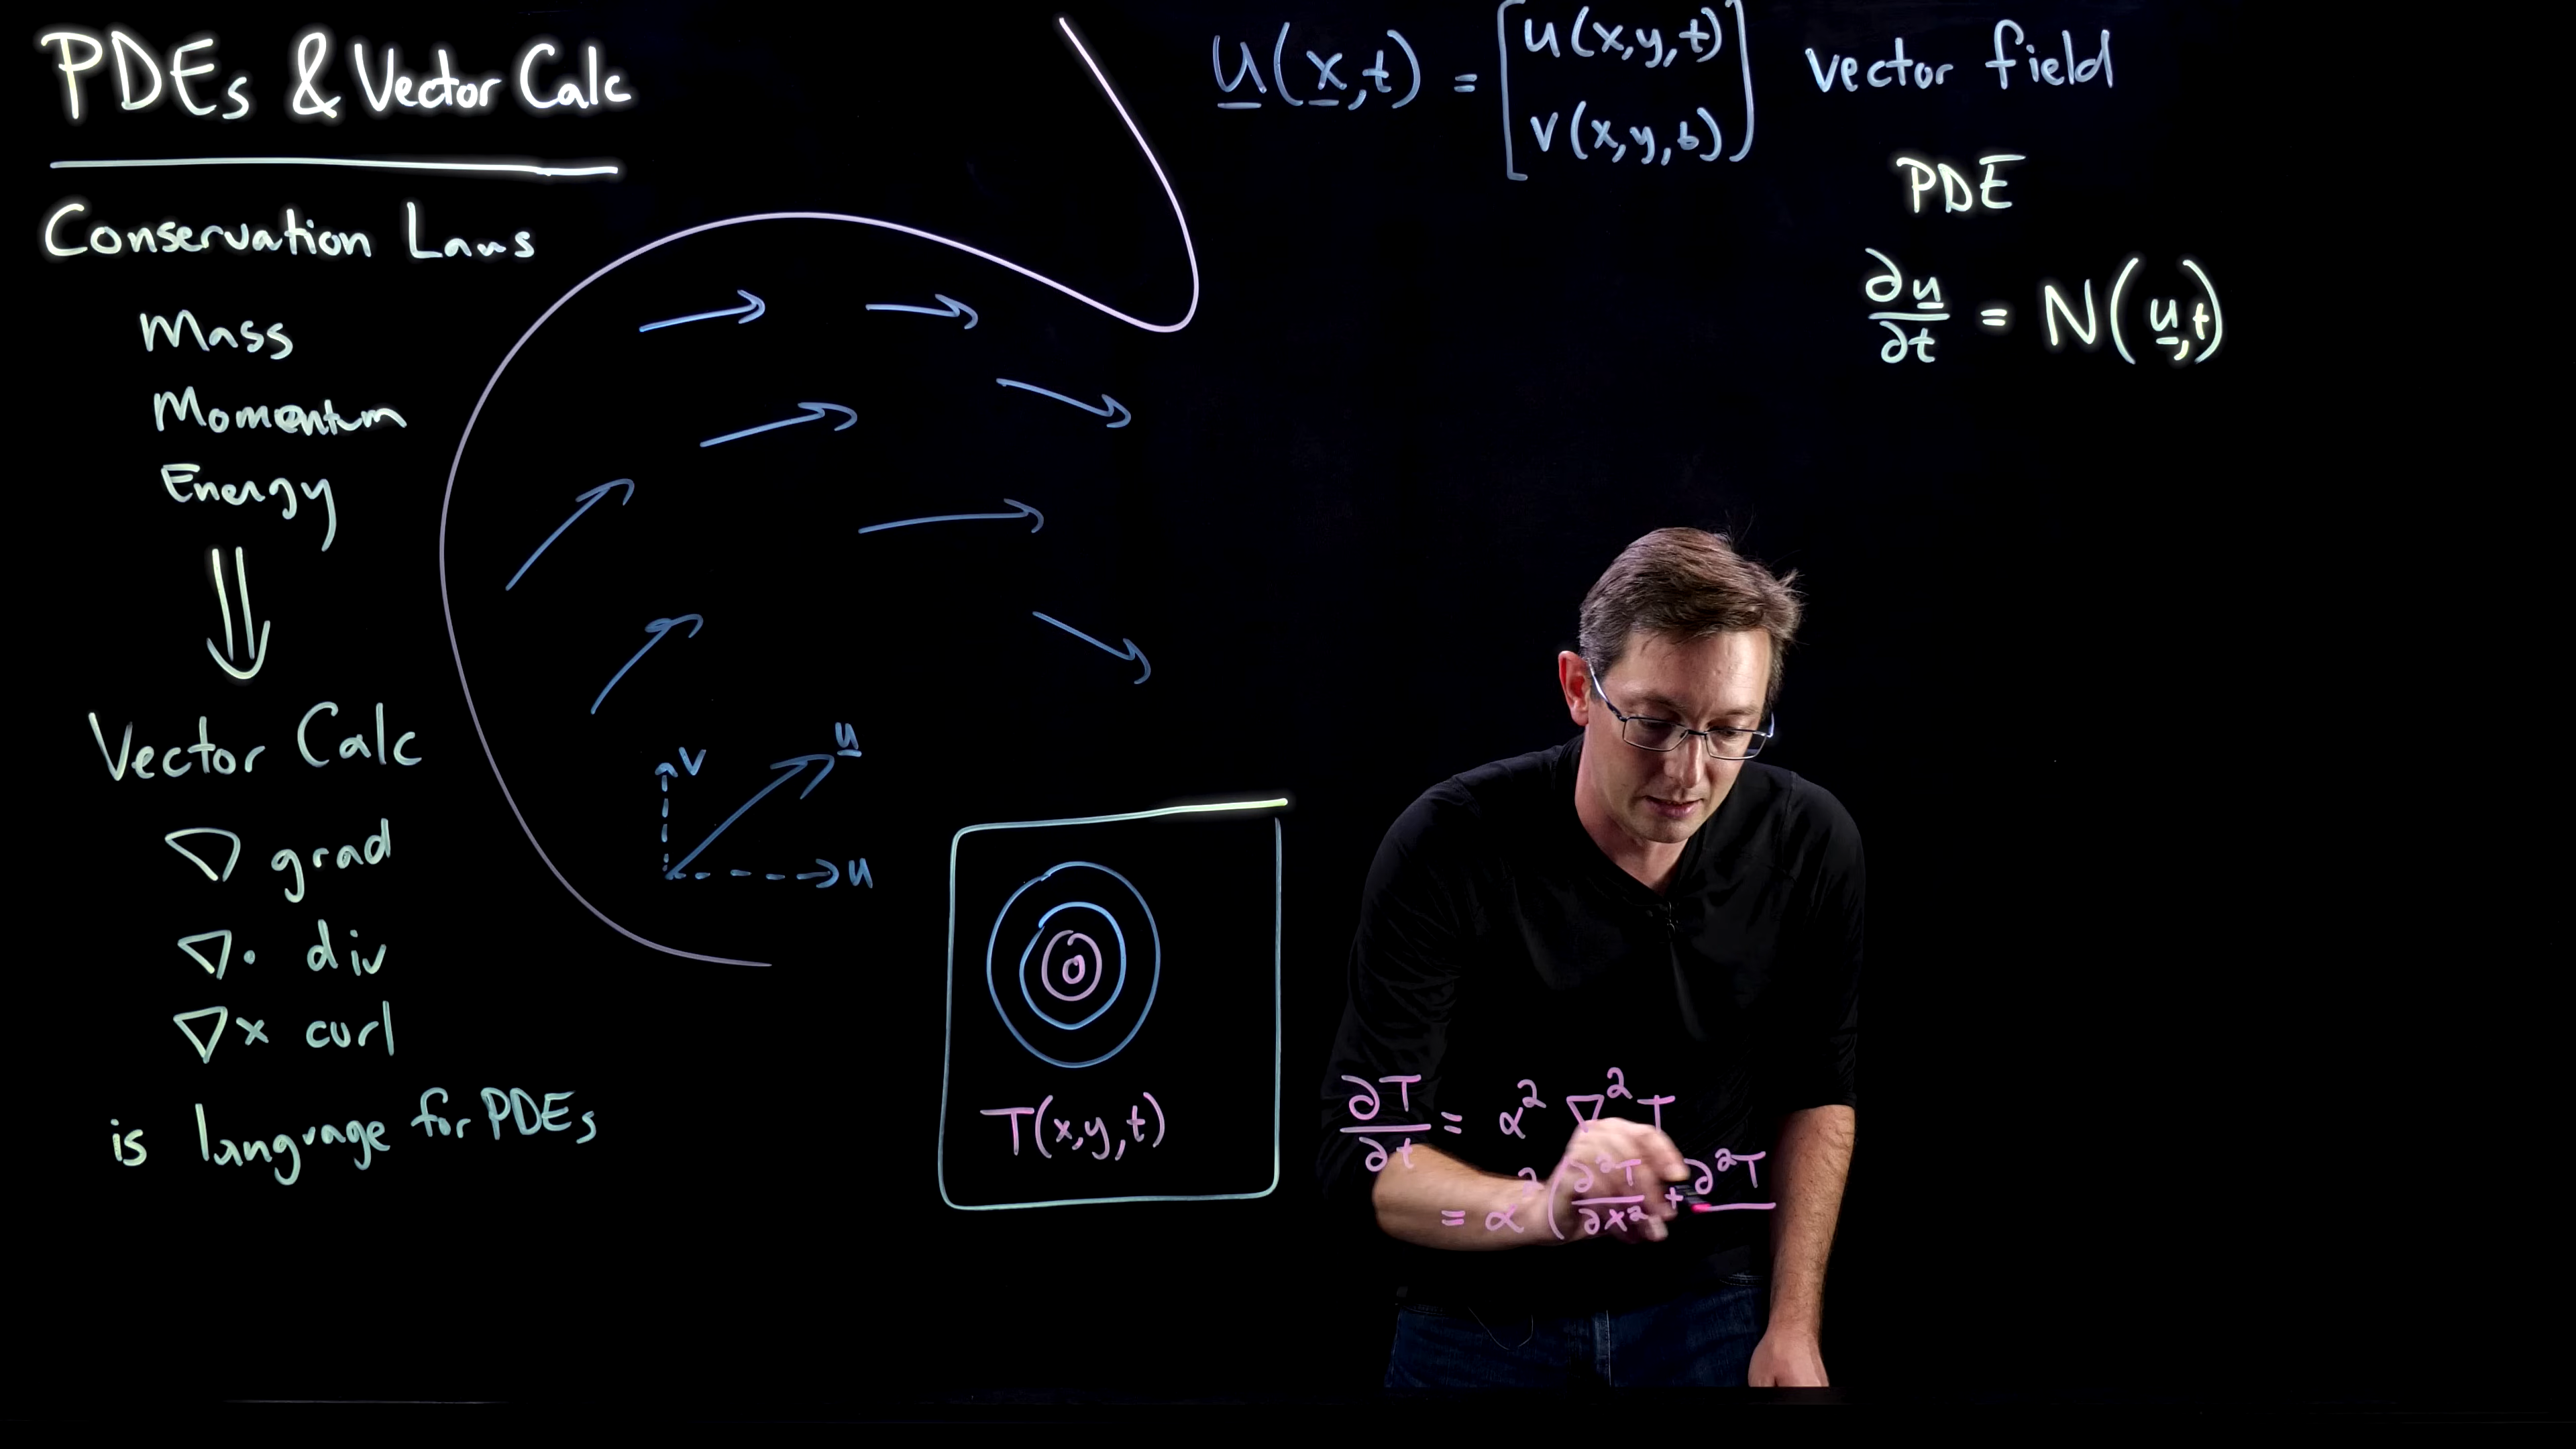 PDEs & Vector Calc
Conservation Laws
Mass
Momentum
Energy
Vector Calc
∇ grad
∇· div
∇× curl
is language for PDEs
v
u
u
T(x,y,t)
u(x,t) = [u(x,y,t)
v(x,y,t)] vector field
PDE
∂u/∂t = N(u,t)
∂T/∂t = α² ∇² T
= α² (∂²T/∂x² + ∂²T